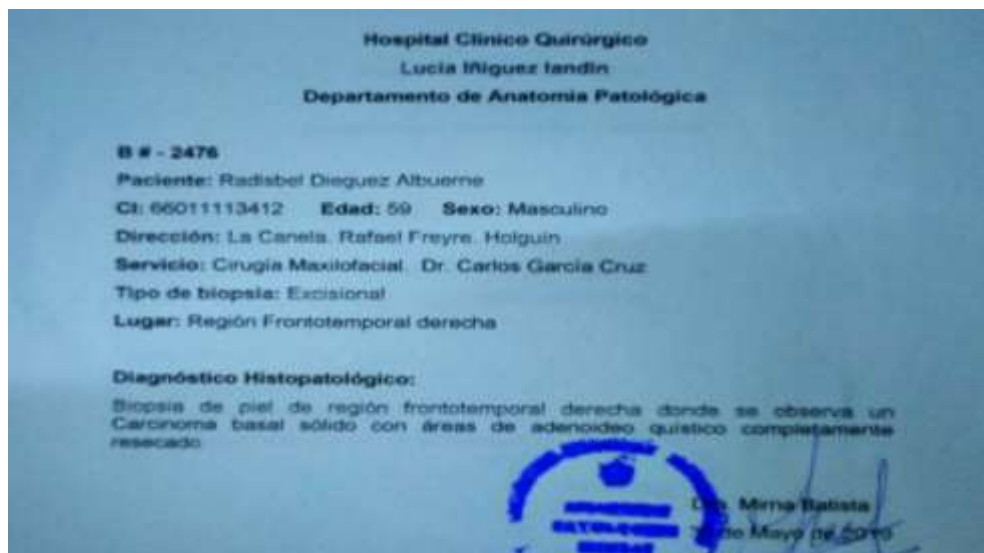 Hospital Clínico Quirúrgico
Lucia Iñiguez landin
Departamento de Anatomía Patológica
B # - 2476
Paciente: Radisbel Dieguez Albuerne
CI: 66011113412 Edad: 59 Sexo: Masculino
Dirección: La Canela. Rafael Freyre. Holguin
Servicio: Cirugía Maxilofacial. Dr. Carlos García Cruz
Tipo de biopsia: Excisional
Lugar: Región Frontotemporal derecha
Diagnóstico Histopatológico:
Biopsia de piel de región frontotemporal derecha donde se observa un
Carcinoma basal sólido con áreas de adenoideo quístico completamente
resecado
Mirna Batista
de Mayo de